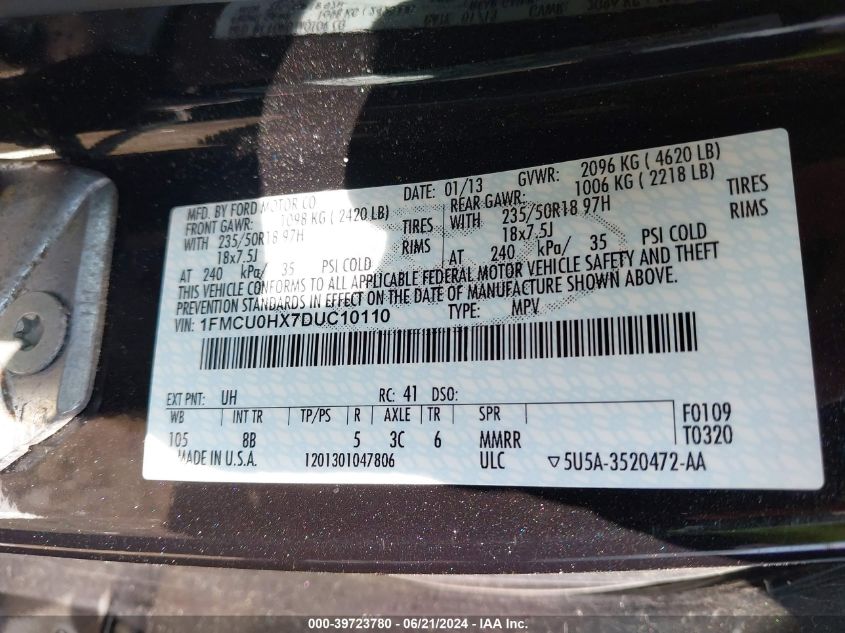 MFD. BY FORD MOTOR CO. DATE: 01/13 GVWR: 2096 KG ( 4620 LB)
FRONT GAWR: 1098 KG ( 2420 LB) REAR GAWR: 1006 KG ( 2218 LB)
WITH 235/50R18 97H TIRES WITH 235/50R18 97H TIRES
18x7.5J RIMS 18x7.5J RIMS
AT 240 kPa/ 35 PSI COLD AT 240 kPa/ 35 PSI COLD
THIS VEHICLE CONFORMS TO ALL APPLICABLE FEDERAL MOTOR VEHICLE SAFETY AND THEFT
PREVENTION STANDARDS IN EFFECT ON THE DATE OF MANUFACTURE SHOWN ABOVE.
VIN: 1FMCU0HX7DUC10110 TYPE: MPV
EXT PNT: UH RC: 41 DSO:
WB INT TR TP/PS R AXLE TR SPR F0109
105 8B 5 3C 6 MMRR T0320
MADE IN U.S.A. 1201301047806 ULC ▽5U5A-3520472-AA
000-39723780 - 06/21/2024 - IAA Holdings, LLC.